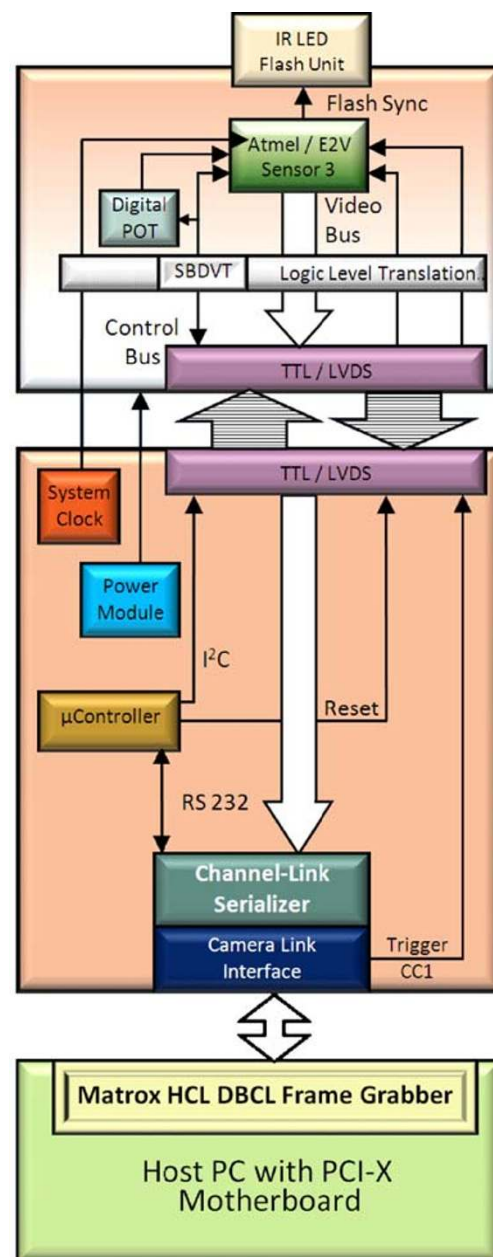 IR LED
Flash Unit
Flash Sync
Atmel / E2V
Sensor 3
Digital
POT
Video
Bus
SBDVT
Logic Level Translation..
Control
Bus
TTL / LVDS
TTL / LVDS
System
Clock
Power
Module
I²C
µController
Reset
RS 232
Channel-Link
Serializer
Camera Link
Interface
Trigger
CC1
Matrox HCL DBCL Frame Grabber
Host PC with PCI-X
Motherboard